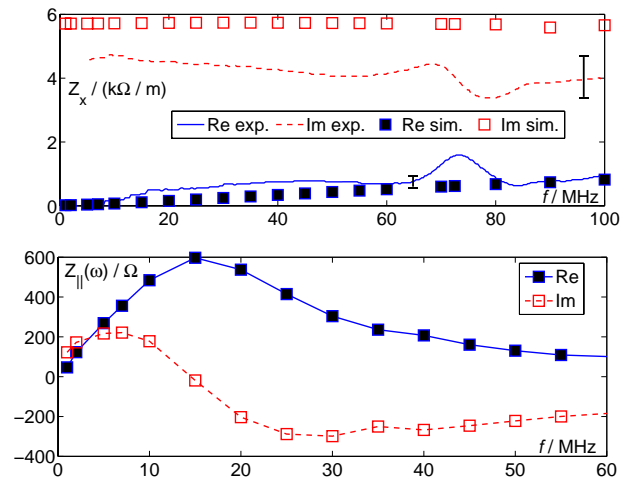 6
4
2
0
Z_x / (kΩ / m)
Re exp. Im exp. Re sim. Im sim.
f / MHz
0 20 40 60 80 100
600
400
200
0
−200
−400
Z_||(ω) / Ω
Re
Im
f / MHz
0 10 20 30 40 50 60